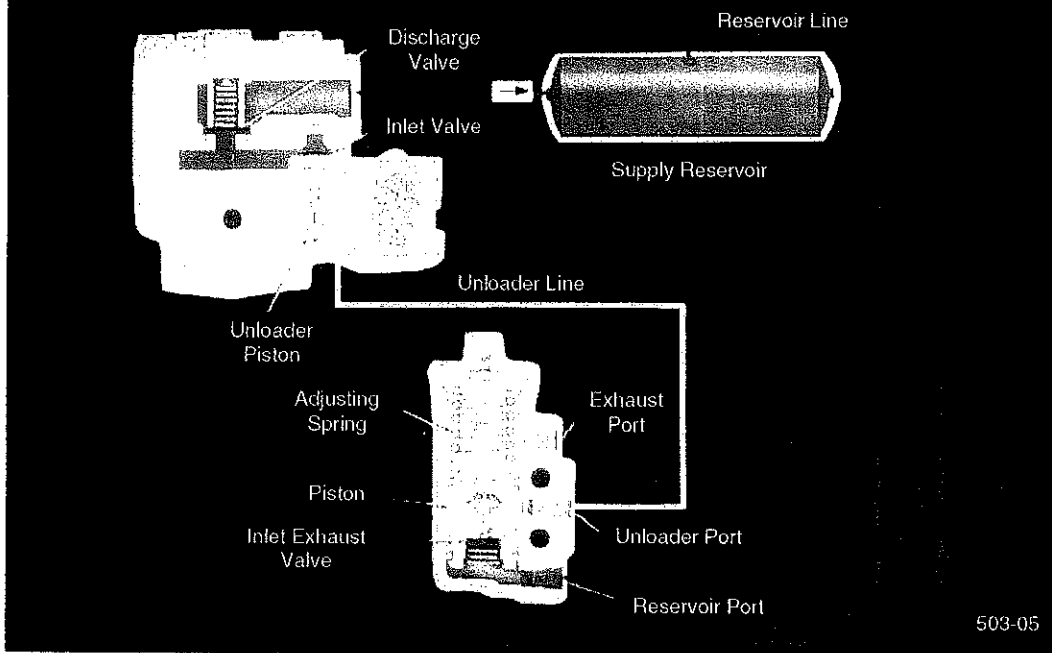 Reservoir Line
Discharge
Valve
Inlet Valve
Supply Reservoir
Unloader Line
Unloader
Piston
Adjusting
Spring
Exhaust
Port
Piston
Inlet Exhaust
Valve
Unloader Port
Reservoir Port
503-05